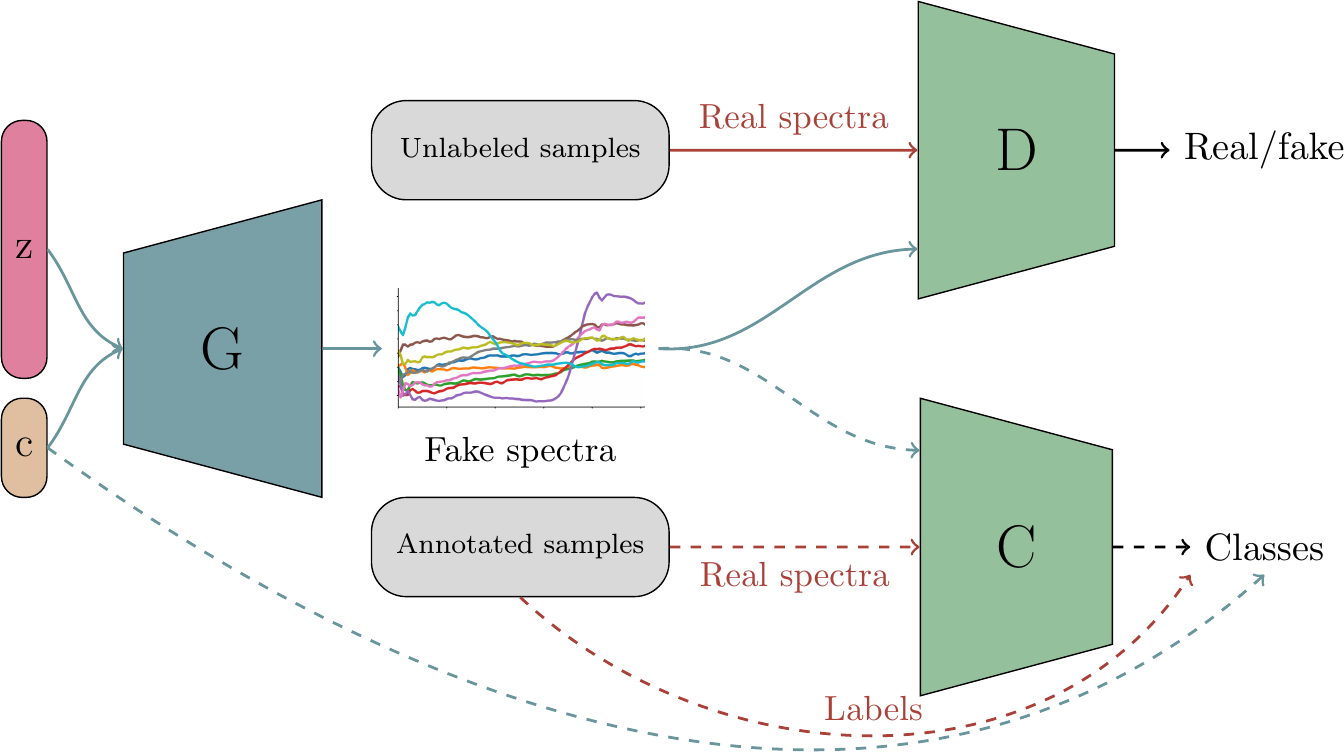 z
c
G
Unlabeled samples
Real spectra
D
Real/fake
Fake spectra
Annotated samples
Real spectra
C
Classes
Labels